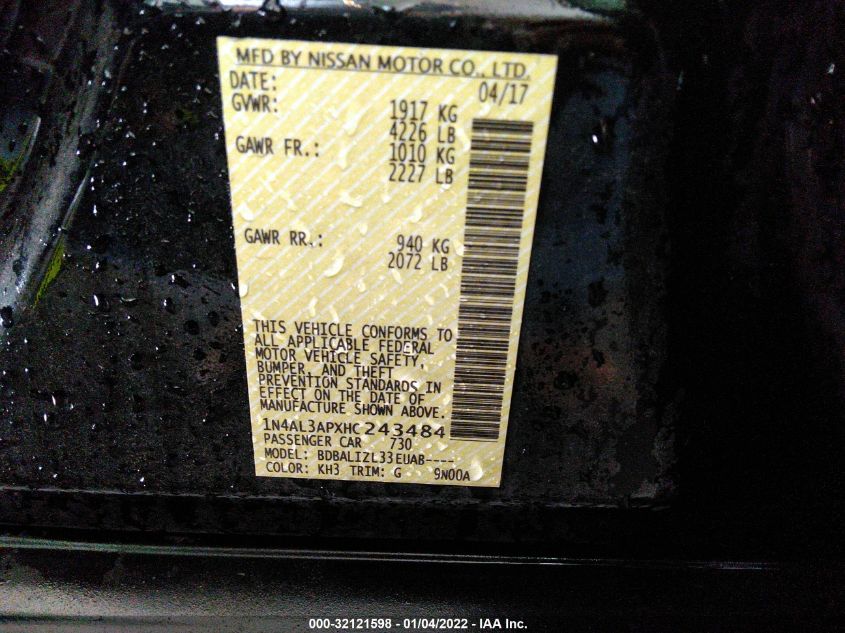 MFD BY NISSAN MOTOR CO., LTD.
DATE: 04/17
GVWR: 1917 KG
4226 LB
GAWR FR.: 1010 KG
2227 LB
GAWR RR.: 940 KG
2072 LB
THIS VEHICLE CONFORMS TO
ALL APPLICABLE FEDERAL
MOTOR VEHICLE SAFETY,
BUMPER, AND THEFT
PREVENTION STANDARDS IN
EFFECT ON THE DATE OF
MANUFACTURE SHOWN ABOVE.
1N4AL3APXHC243484
PASSENGER CAR 730
MODEL: BDBALIZL33EUAB----
COLOR: KH3 TRIM: G 9N00A
000-32121598 - 01/04/2022 - IAA Inc.